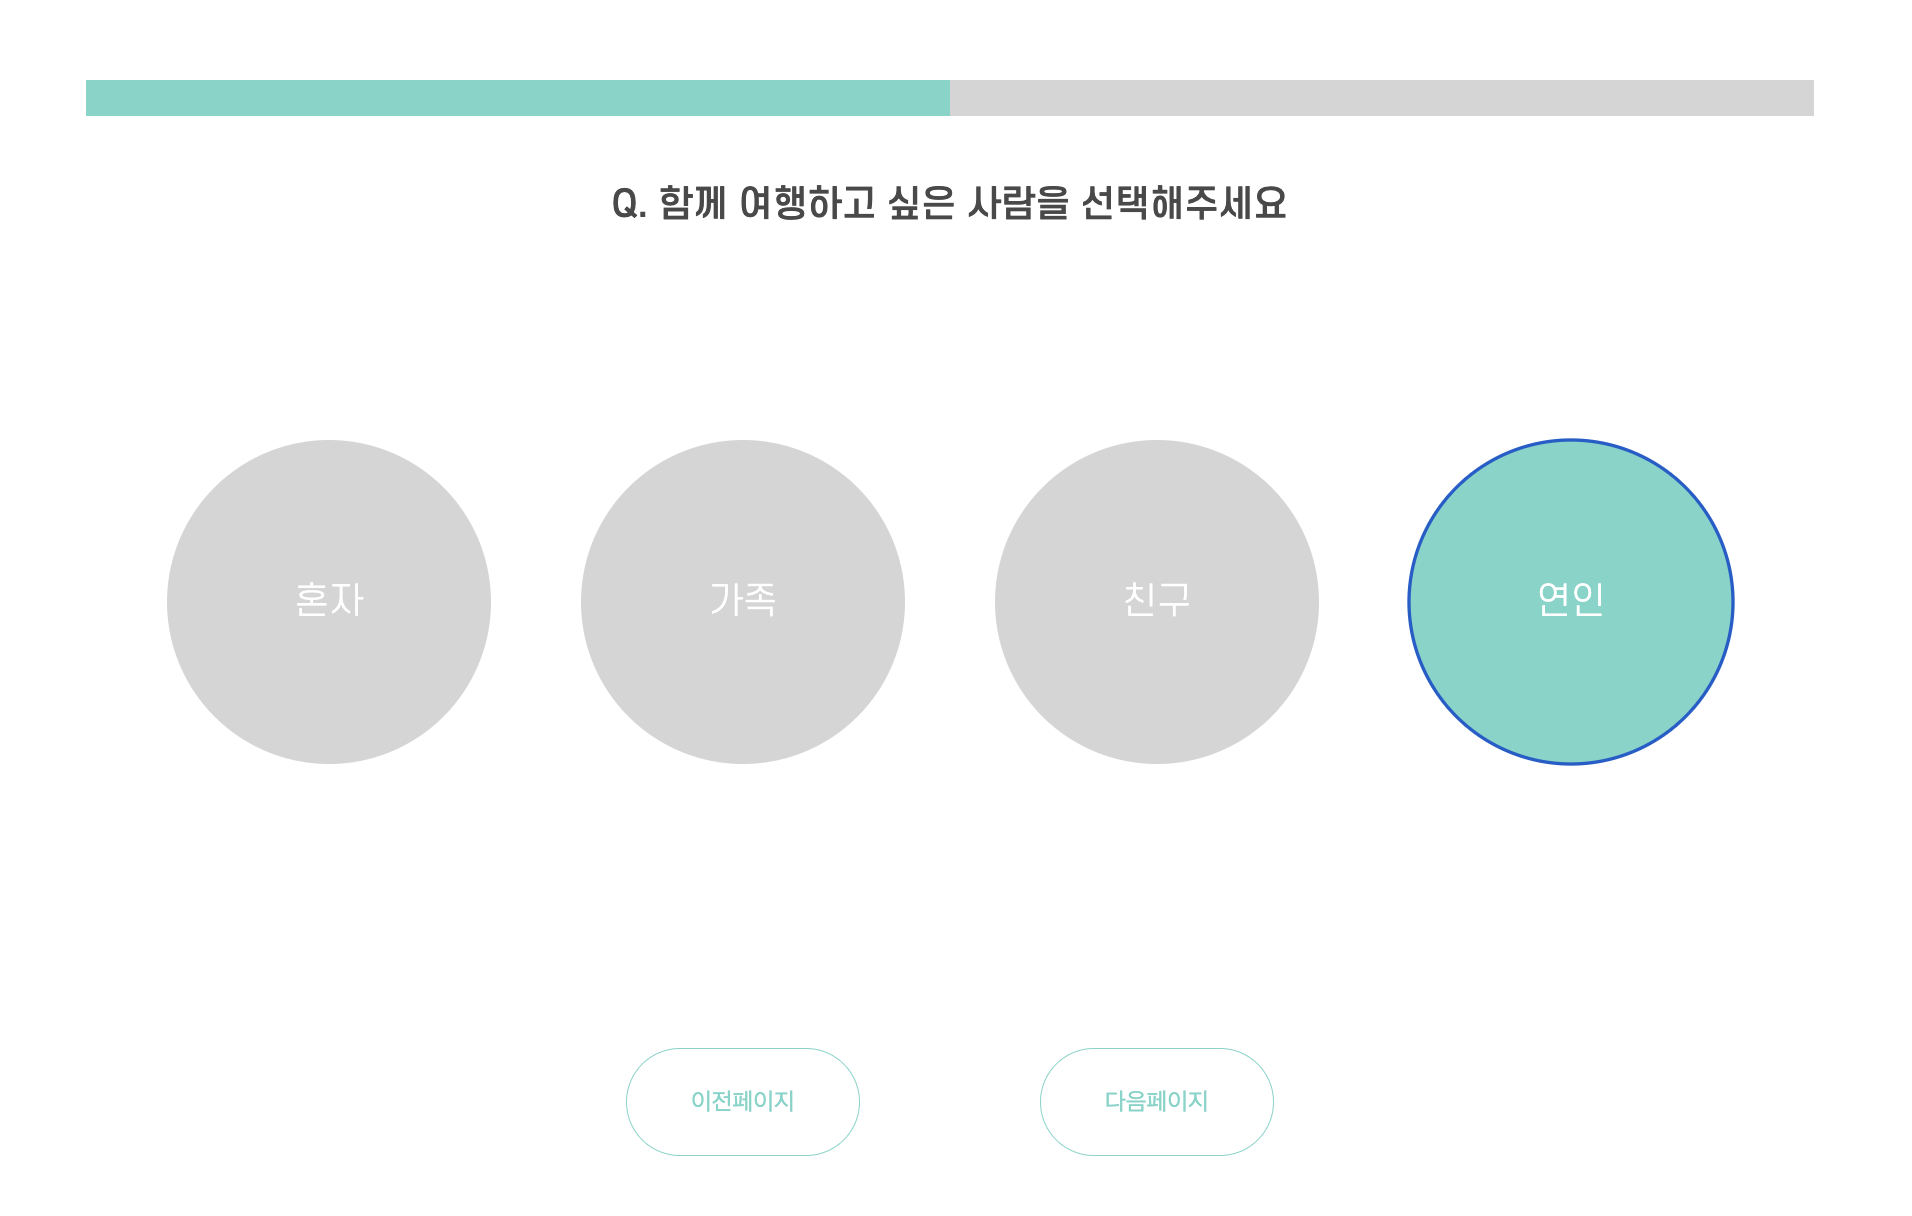 Q. 함께 여행하고 싶은 사람을 선택해주세요
혼자
가족
친구
연인
이전페이지
다음페이지